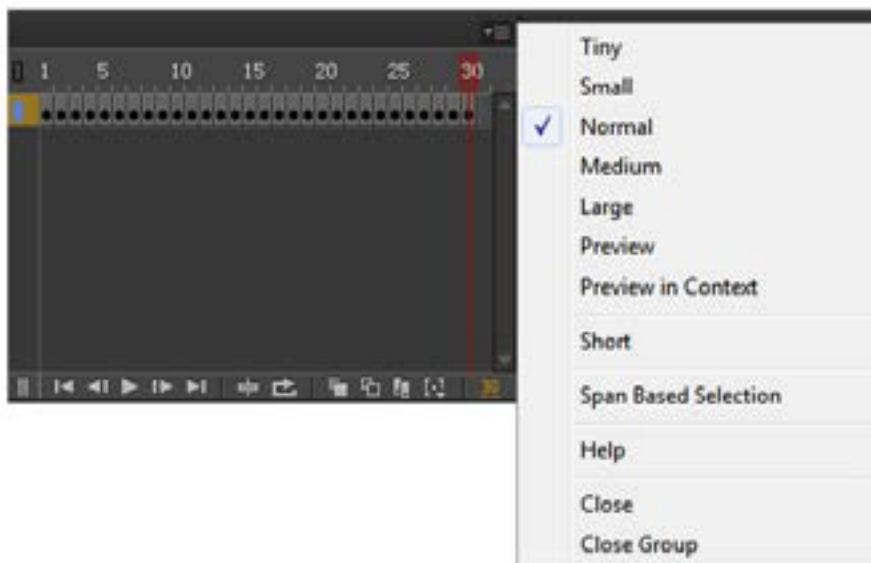 1 5 10 15 20 25 30
30
Tiny
Small
Normal
Medium
Large
Preview
Preview in Context
Short
Span Based Selection
Help
Close
Close Group